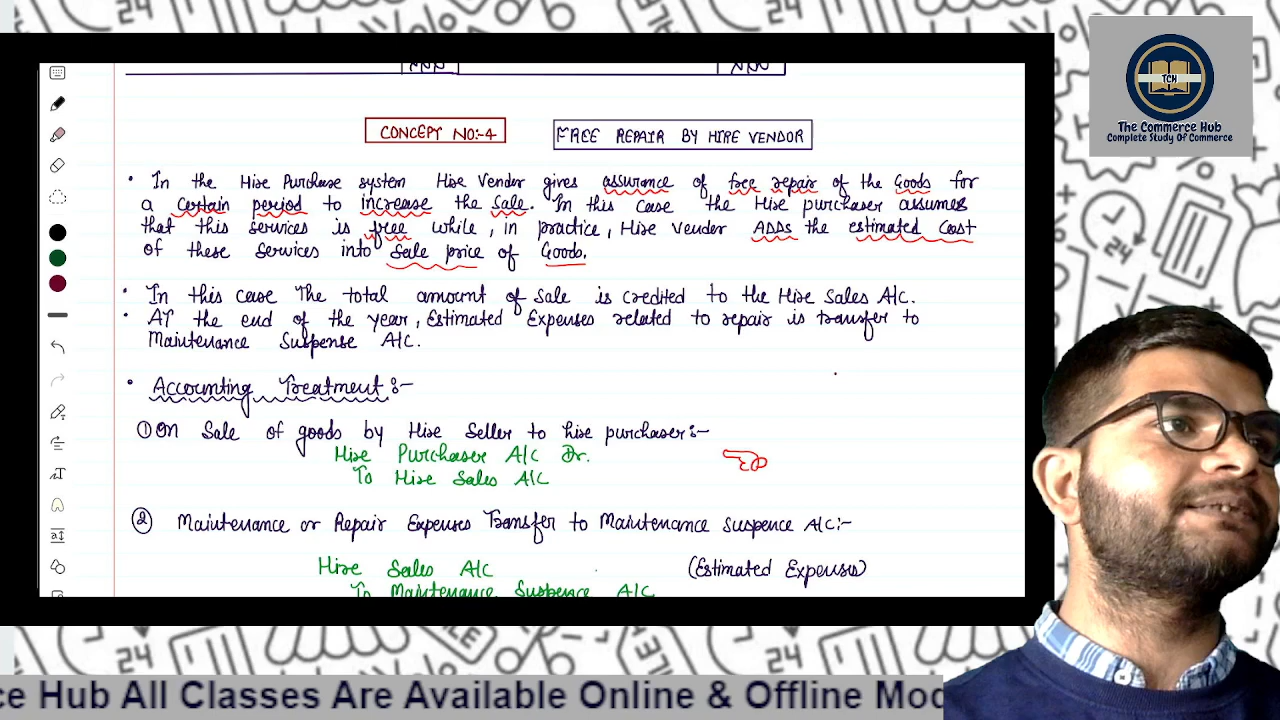 CONCEPT NO:-4
FREE REPAIR BY HIRE VENDOR
• In the Hire Purchase system Hire Vendor gives assurance of free repair of the Goods for
a Certain period to increase the Sale. In this case the Hire purchaser assumes
that this services is free while, in practice, Hire Vender ADDs the estimated cost
of these Services into Sale price of Goods.
• In this case The total amount of Sale is credited to the Hire Sales A/C.
• AT the end of the year, Estimated Expenses related to repair is transfer to
Maintenance Suspense A/C.
• Accounting Treatment:-
① On Sale of goods by Hire Seller to hire purchaser:-
Hire Purchaser A/C Dr.
To Hire Sales A/C
② Maintenance or Repair Expenses Transfer to Maintenance Suspence A/C:-
Hire Sales A/C (Estimated Expenses)
To Maintenance Suspence A/C
TCH
The Commerce Hub
Complete Study Of Commerce
ce Hub All Classes Are Available Online & Offline Mod